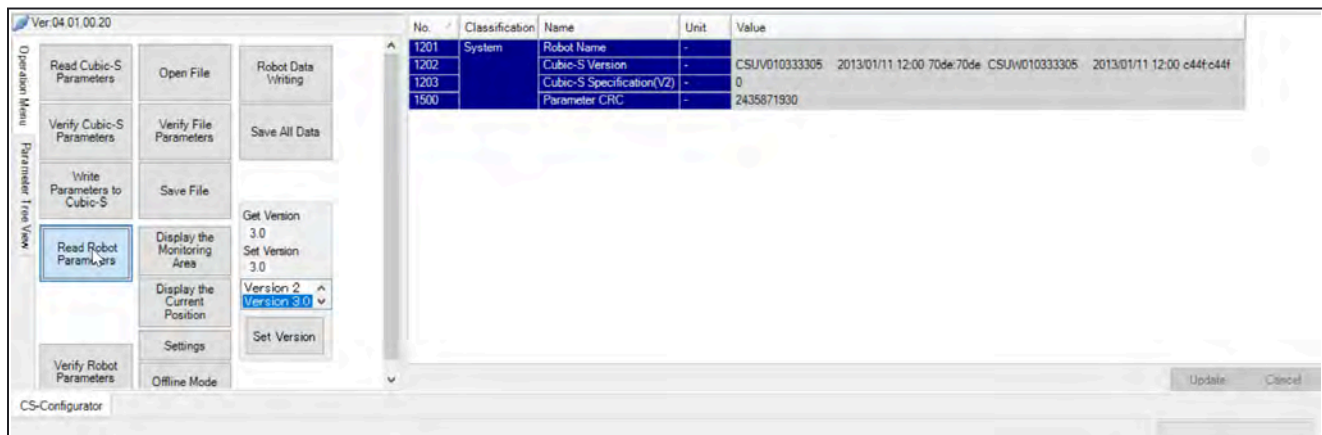 Ver:04.01.00.20
Operation Menu
Parameter Tree View
Read Cubic-S
Parameters
Open File
Robot Data
Writing
Verify Cubic-S
Parameters
Verify File
Parameters
Save All Data
Write
Parameters to
Cubic-S
Save File
Get Version
3.0
Set Version
3.0
Read Robot
Parameters
Display the
Monitoring
Area
Version 2
Version 3.0
Display the
Current
Position
Set Version
Settings
Verify Robot
Parameters
Offline Mode
CS-Configurator
No. Classification Name Unit Value
1201 System Robot Name -
1202 Cubic-S Version - CSUV010333305 2013/01/11 12:00 70de:70de CSUW010333305 2013/01/11 12:00 c44f:c44f
1203 Cubic-S Specification(V2) - 0
1500 Parameter CRC - 2435871930
Update Cancel